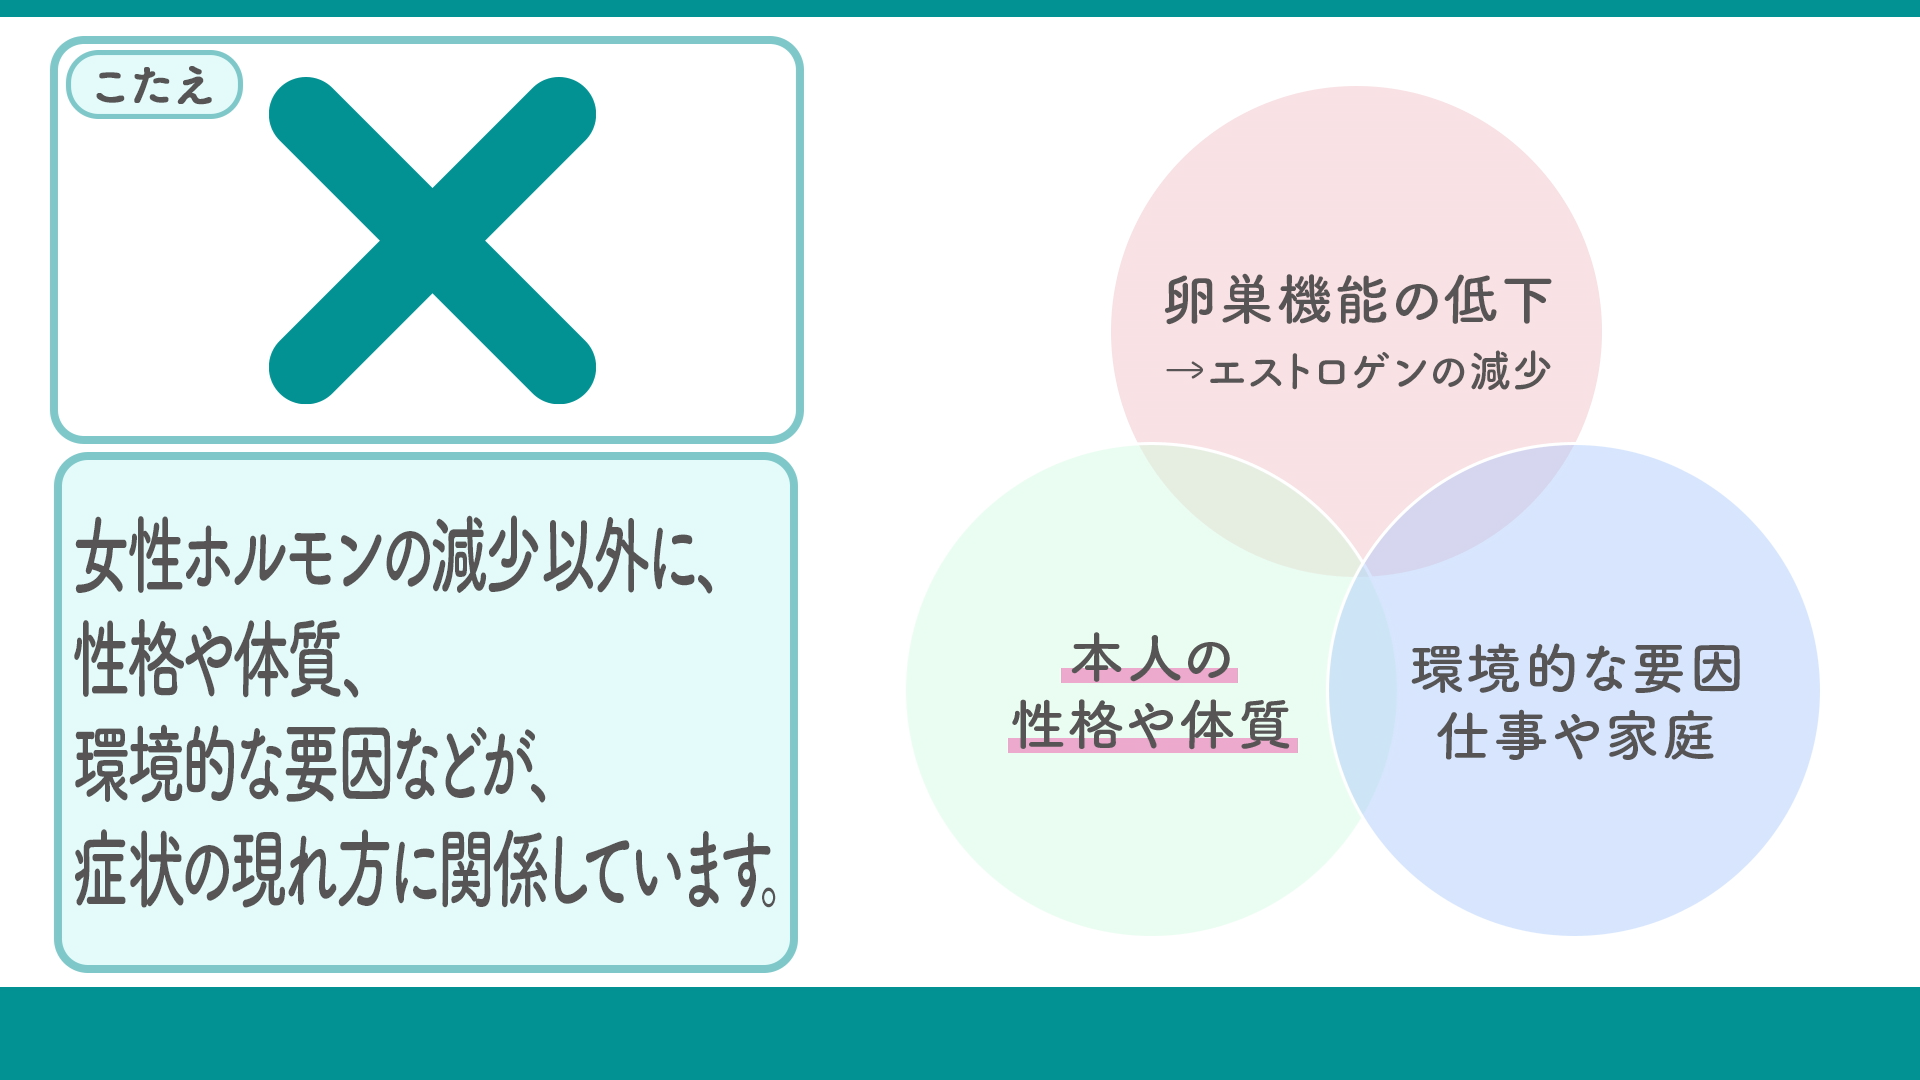 こたえ
女性ホルモンの減少以外に、
性格や体質、
環境的な要因などが、
症状の現れ方に関係しています。
卵巣機能の低下
→エストロゲンの減少
本人の
性格や体質
環境的な要因
仕事や家庭